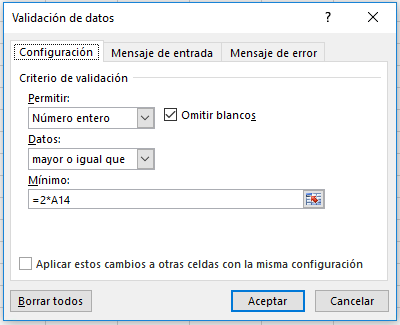 Validación de datos ? ×
Configuración Mensaje de entrada Mensaje de error
Criterio de validación
Permitir:
Número entero Omitir blancos
Datos:
mayor o igual que
Mínimo:
=2*A14
Aplicar estos cambios a otras celdas con la misma configuración
Borrar todos Aceptar Cancelar